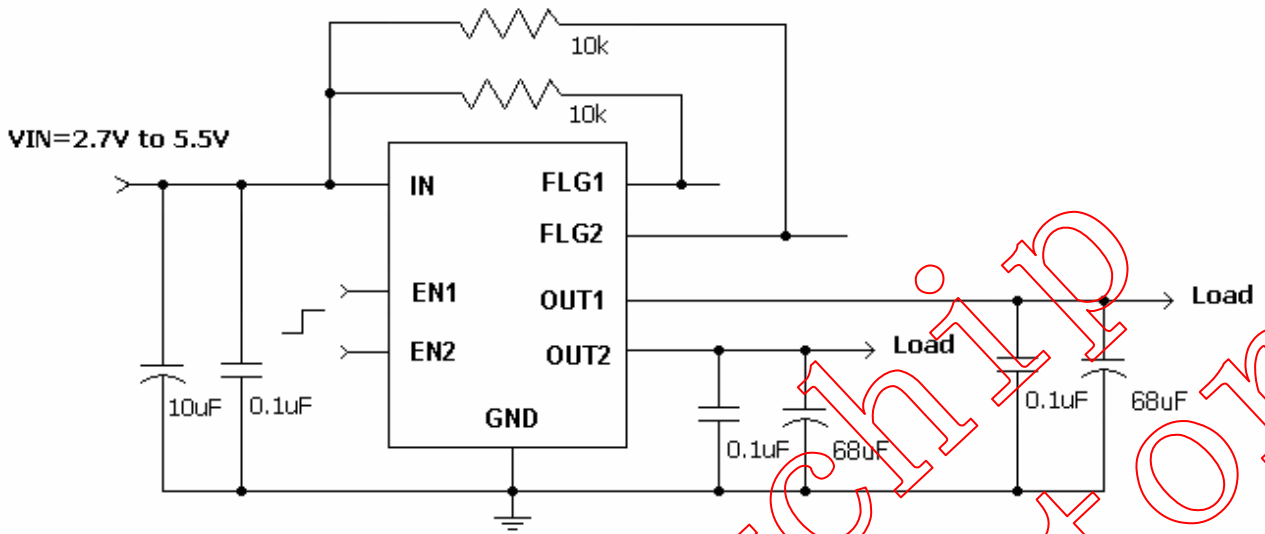 10k
10k
VIN=2.7V to 5.5V
IN
FLG1
FLG2
EN1
OUT1
Load
EN2
OUT2
Load
GND
10uF
0.1uF
0.1uF
68uF
0.1uF
68uF